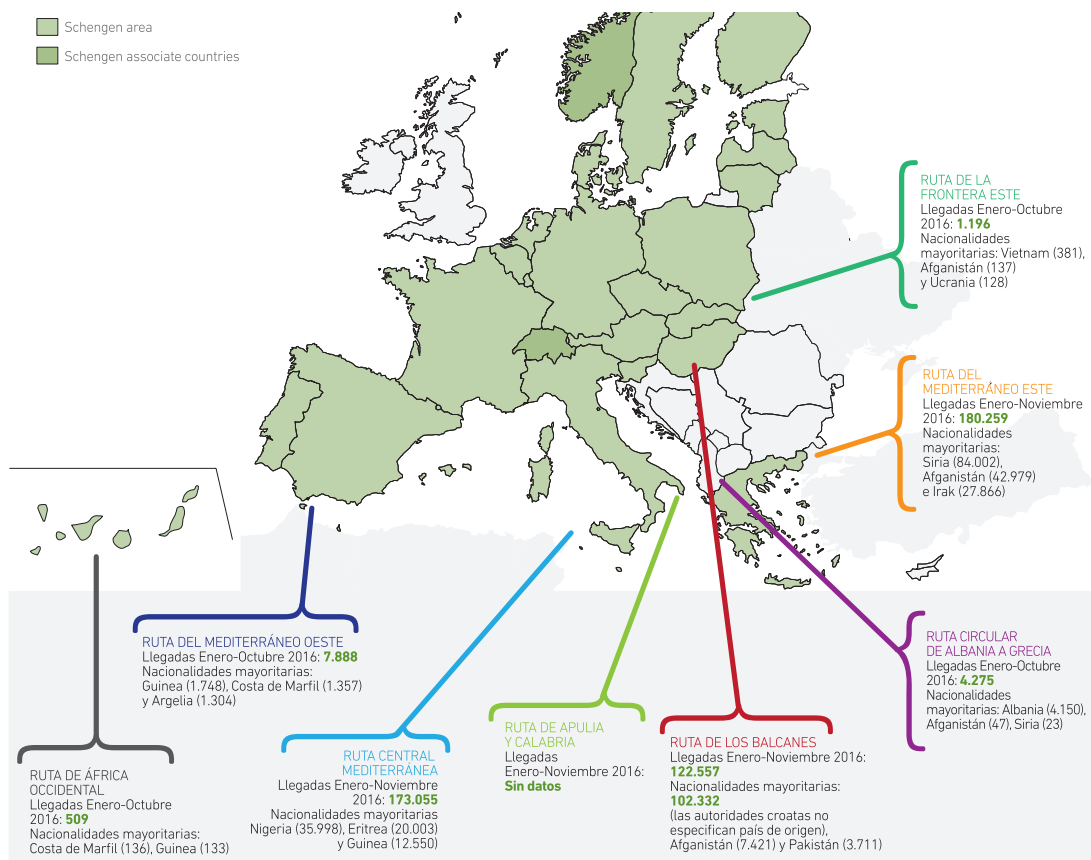 Schengen area
Schengen associate countries
RUTA DE LA
FRONTERA ESTE
Llegadas Enero-Octubre
2016: 1.196
Nacionalidades
mayoritarias: Vietnam (381),
Afganistán (137)
y Ucrania (128)
RUTA DEL
MEDITERRÁNEO ESTE
Llegadas Enero-Noviembre
2016: 180.259
Nacionalidades
mayoritarias:
Siria (84.002),
Afganistán (42.979)
e Irak (27.866)
RUTA CIRCULAR
DE ALBANIA A GRECIA
Llegadas Enero-Octubre
2016: 4.275
Nacionalidades
mayoritarias: Albania (4.150),
Afganistán (47), Siria (23)
RUTA DEL MEDITERRÁNEO OESTE
Llegadas Enero-Octubre 2016: 7.888
Nacionalidades mayoritarias:
Guinea (1.748), Costa de Marfil (1.357)
y Argelia (1.304)
RUTA DE ÁFRICA
OCCIDENTAL
Llegadas Enero-Octubre
2016: 509
Nacionalidades mayoritarias:
Costa de Marfil (136), Guinea (133)
RUTA CENTRAL
MEDITERRÁNEA
Llegadas Enero-Noviembre
2016: 173.055
Nacionalidades mayoritarias
Nigeria (35.998), Eritrea (20.003)
y Guinea (12.550)
RUTA DE APULIA
Y CALABRIA
Llegadas
Enero-Noviembre 2016:
Sin datos
RUTA DE LOS BALCANES
Llegadas Enero-Noviembre 2016:
122.557
Nacionalidades mayoritarias:
102.332
(las autoridades croatas no
especifican país de origen),
Afganistán (7.421) y Pakistán (3.711)